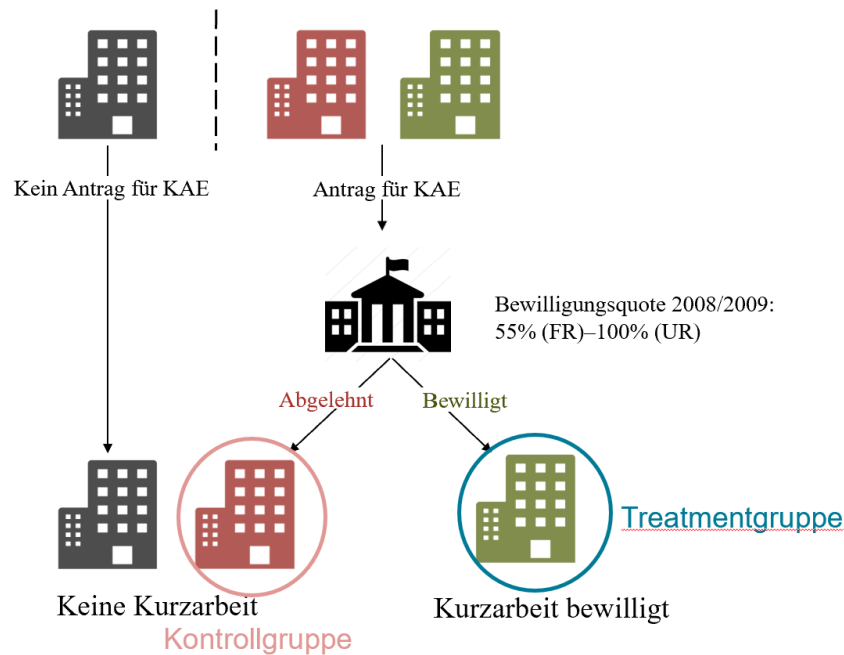 Kein Antrag für KAE
Antrag für KAE
Bewilligungsquote 2008/2009:
55% (FR)–100% (UR)
Abgelehnt
Bewilligt
Treatmentgruppe
Keine Kurzarbeit
Kurzarbeit bewilligt
Kontrollgruppe